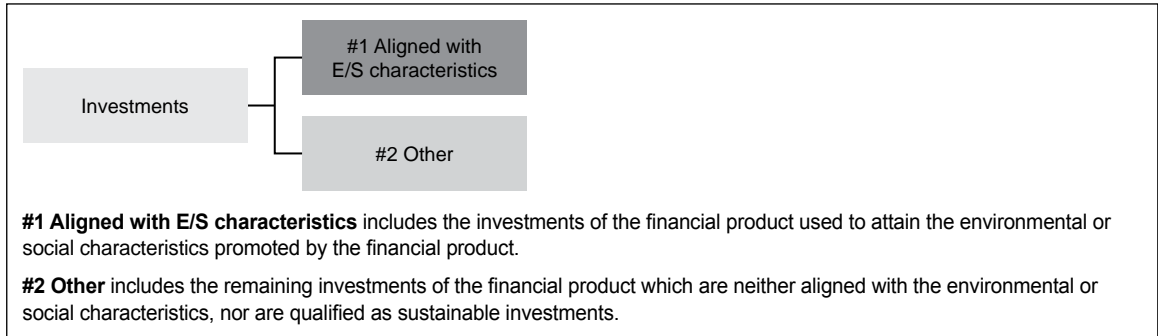 #1 Aligned with
E/S characteristics
Investments
#2 Other
#1 Aligned with E/S characteristics includes the investments of the financial product used to attain the environmental or
social characteristics promoted by the financial product.
#2 Other includes the remaining investments of the financial product which are neither aligned with the environmental or
social characteristics, nor are qualified as sustainable investments.